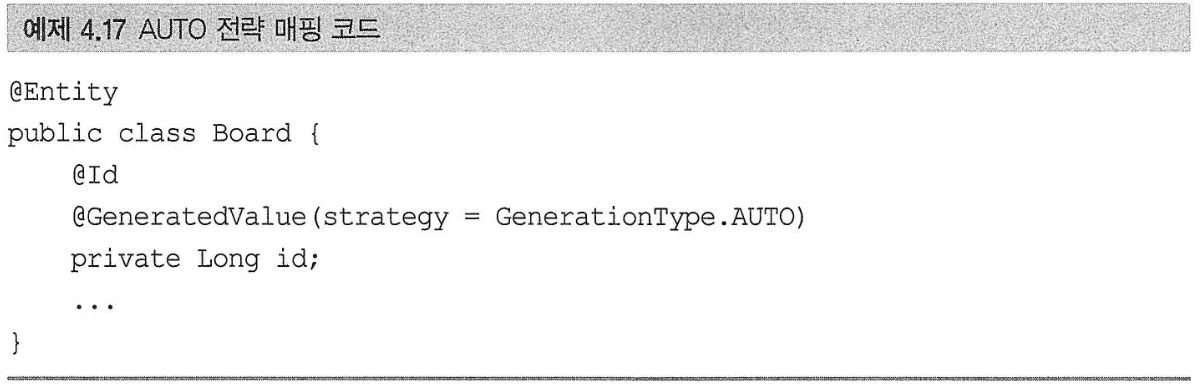 예제 4.17 AUTO 전략 매핑 코드
@Entity
public class Board {
    @Id
    @GeneratedValue(strategy = GenerationType.AUTO)
    private Long id;
    ...
}